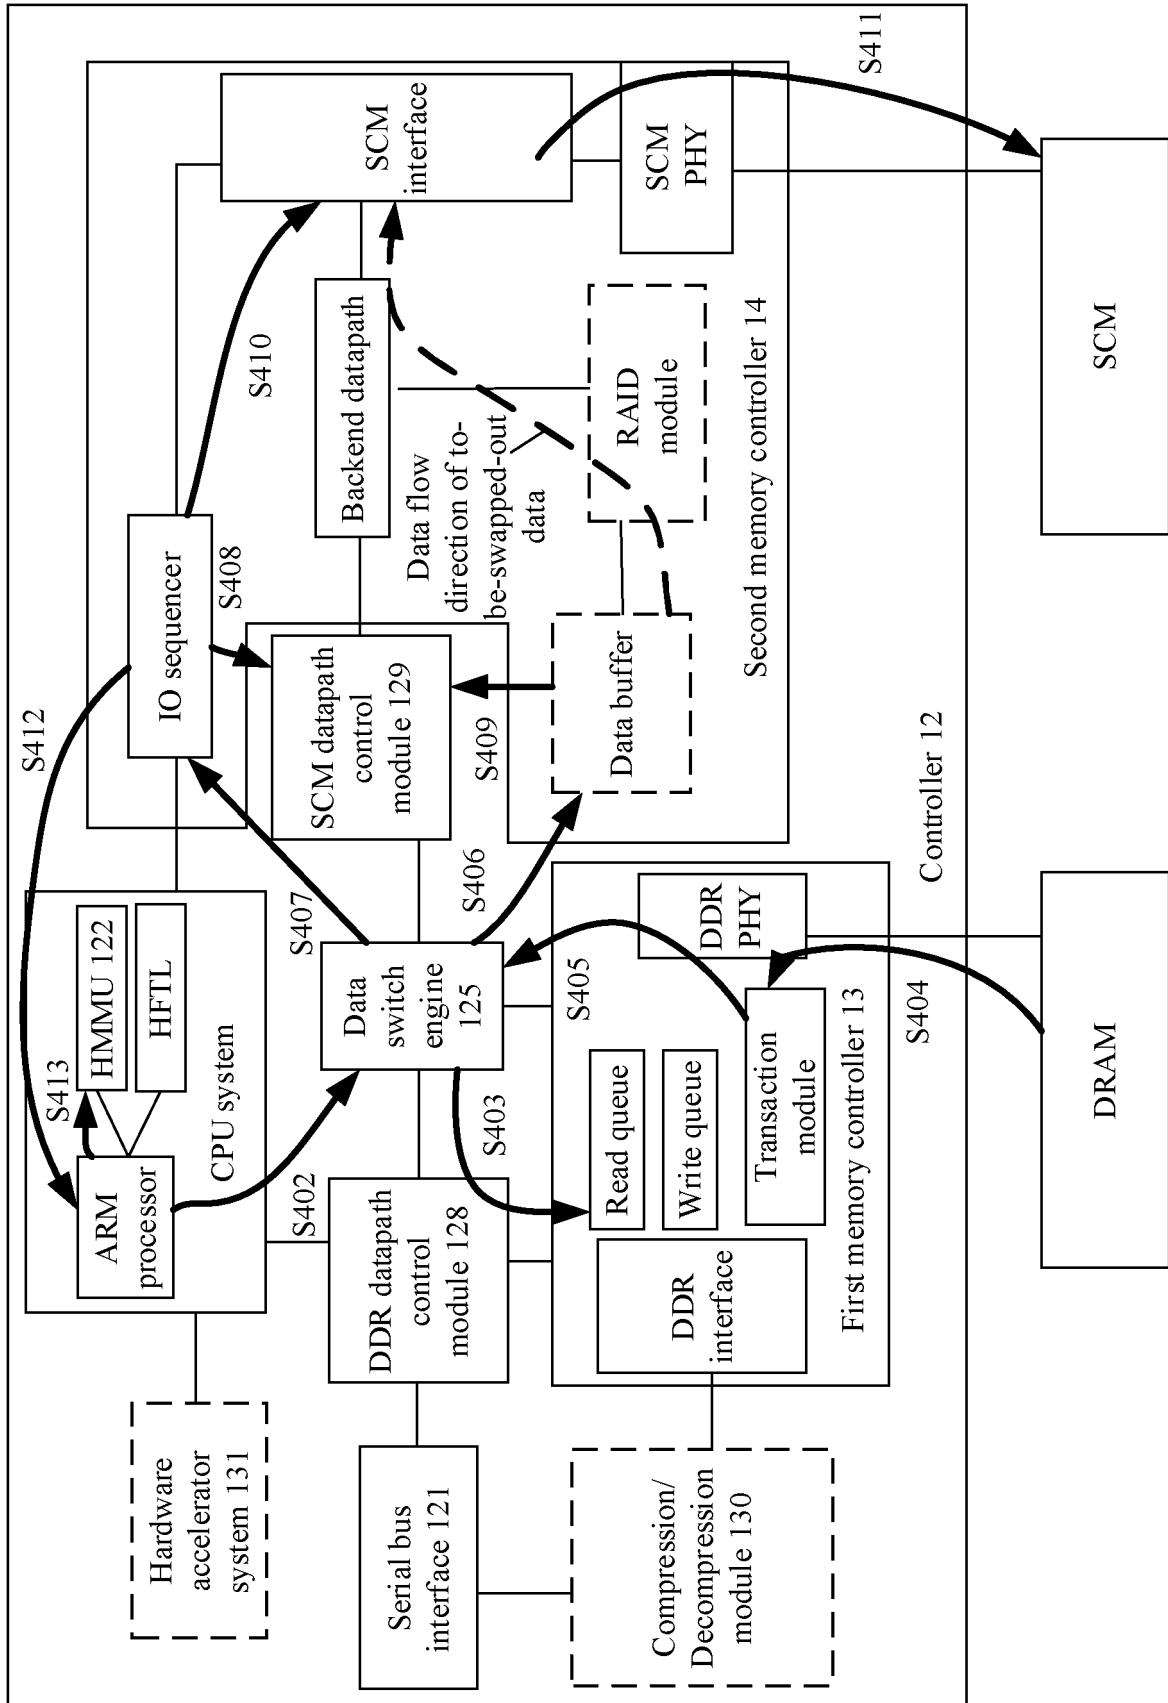 Hardware
accelerator
system 131
Serial bus
interface 121
Compression/
Decompression
module 130
ARM
processor
S413
HMMU 122
HFTL
CPU system
S412
S402
DDR datapath
control
module 128
Data
switch
engine
125
S403
S405
S406
S407
DDR
interface
Read queue
Write queue
Transaction
module
DDR
PHY
First memory controller 13
S404
DRAM
Controller 12
IO sequencer
S408
SCM datapath
control
module 129
S409
Data buffer
S410
Backend datapath
Data flow
direction of to-
be-swapped-out
data
RAID
module
Second memory controller 14
SCM
interface
SCM
PHY
S411
SCM